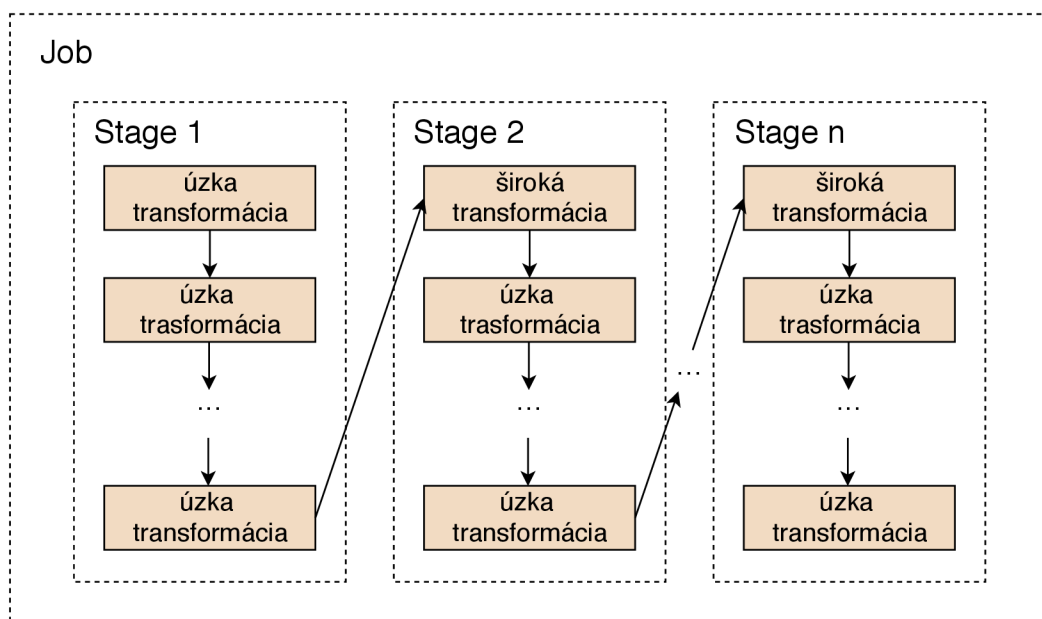 Job
Stage 1
úzka
transformácia
úzka
trasformácia
...
úzka
transformácia
Stage 2
široká
transformácia
úzka
trasformácia
...
úzka
transformácia
...
Stage n
široká
transformácia
úzka
trasformácia
...
úzka
transformácia